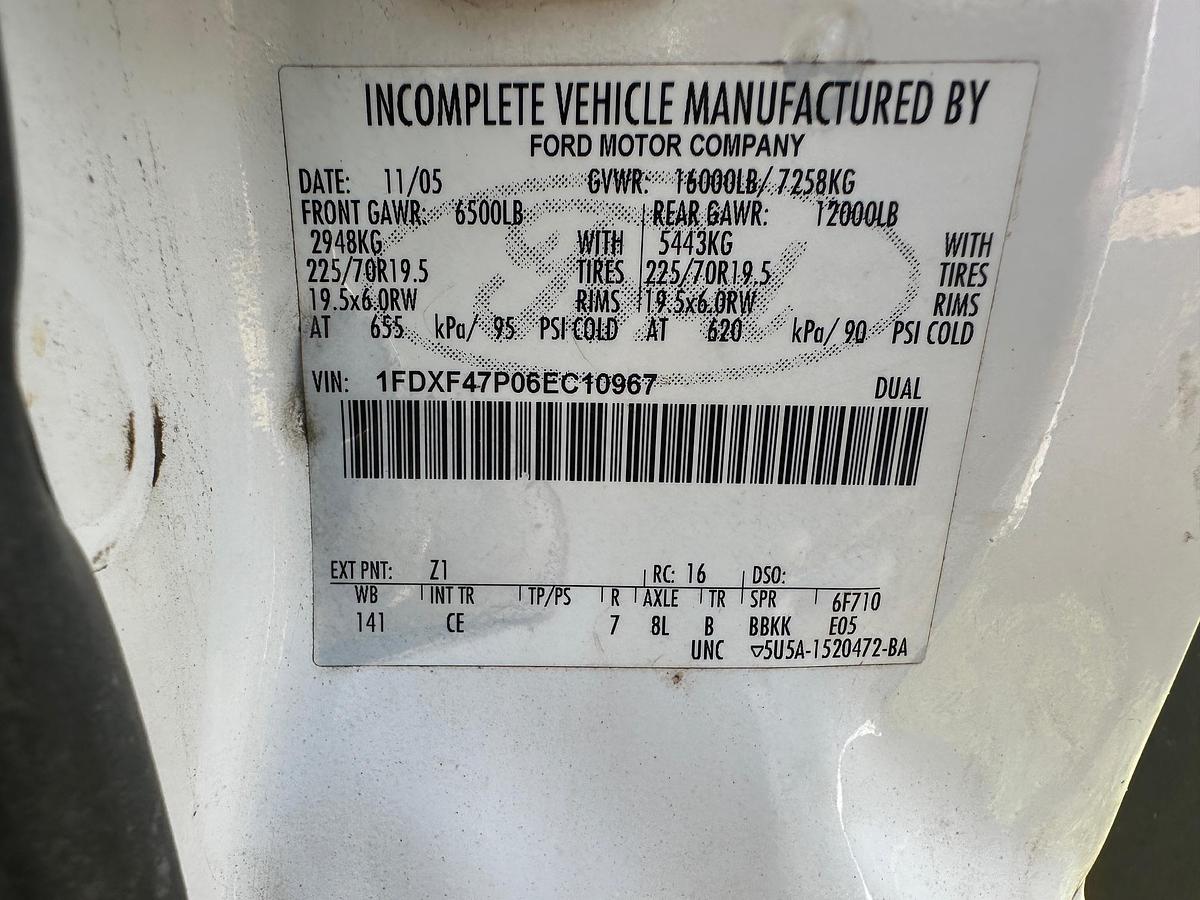 INCOMPLETE VEHICLE MANUFACTURED BY
FORD MOTOR COMPANY
DATE: 11/05 GVWR: 16000LB/ 7258KG
FRONT GAWR: 6500LB REAR GAWR: 12000LB
2948KG WITH 5443KG WITH
225/70R19.5 TIRES 225/70R19.5 TIRES
19.5x6.0RW RIMS 19.5x6.0RW RIMS
AT 655 kPa/ 95 PSI COLD AT 620 kPa/ 90 PSI COLD
VIN: 1FDXF47P06EC10967 DUAL
EXT PNT: Z1 RC: 16 DSO:
WB INT TR TP/PS R AXLE TR SPR 6F710
141 CE 7 8L B BBKK E05
UNC ▽5U5A-1520472-BA